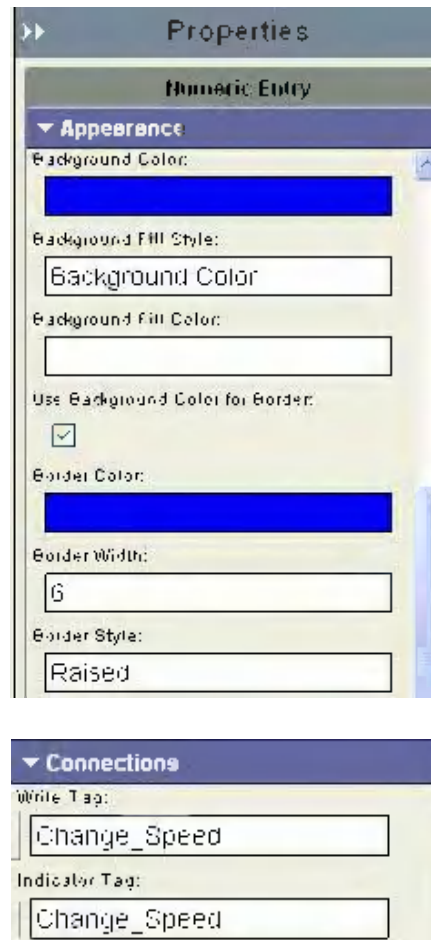 Properties
Numeric Entry
Appearance
Background Color:
Background Fill Style:
Background Color
Background Fill Color:
Use Background Color for Border:
Border Color:
Border Width:
6
Border Style:
Raised
Connections
Write Tag:
Change_Speed
Indicator Tag:
Change_Speed